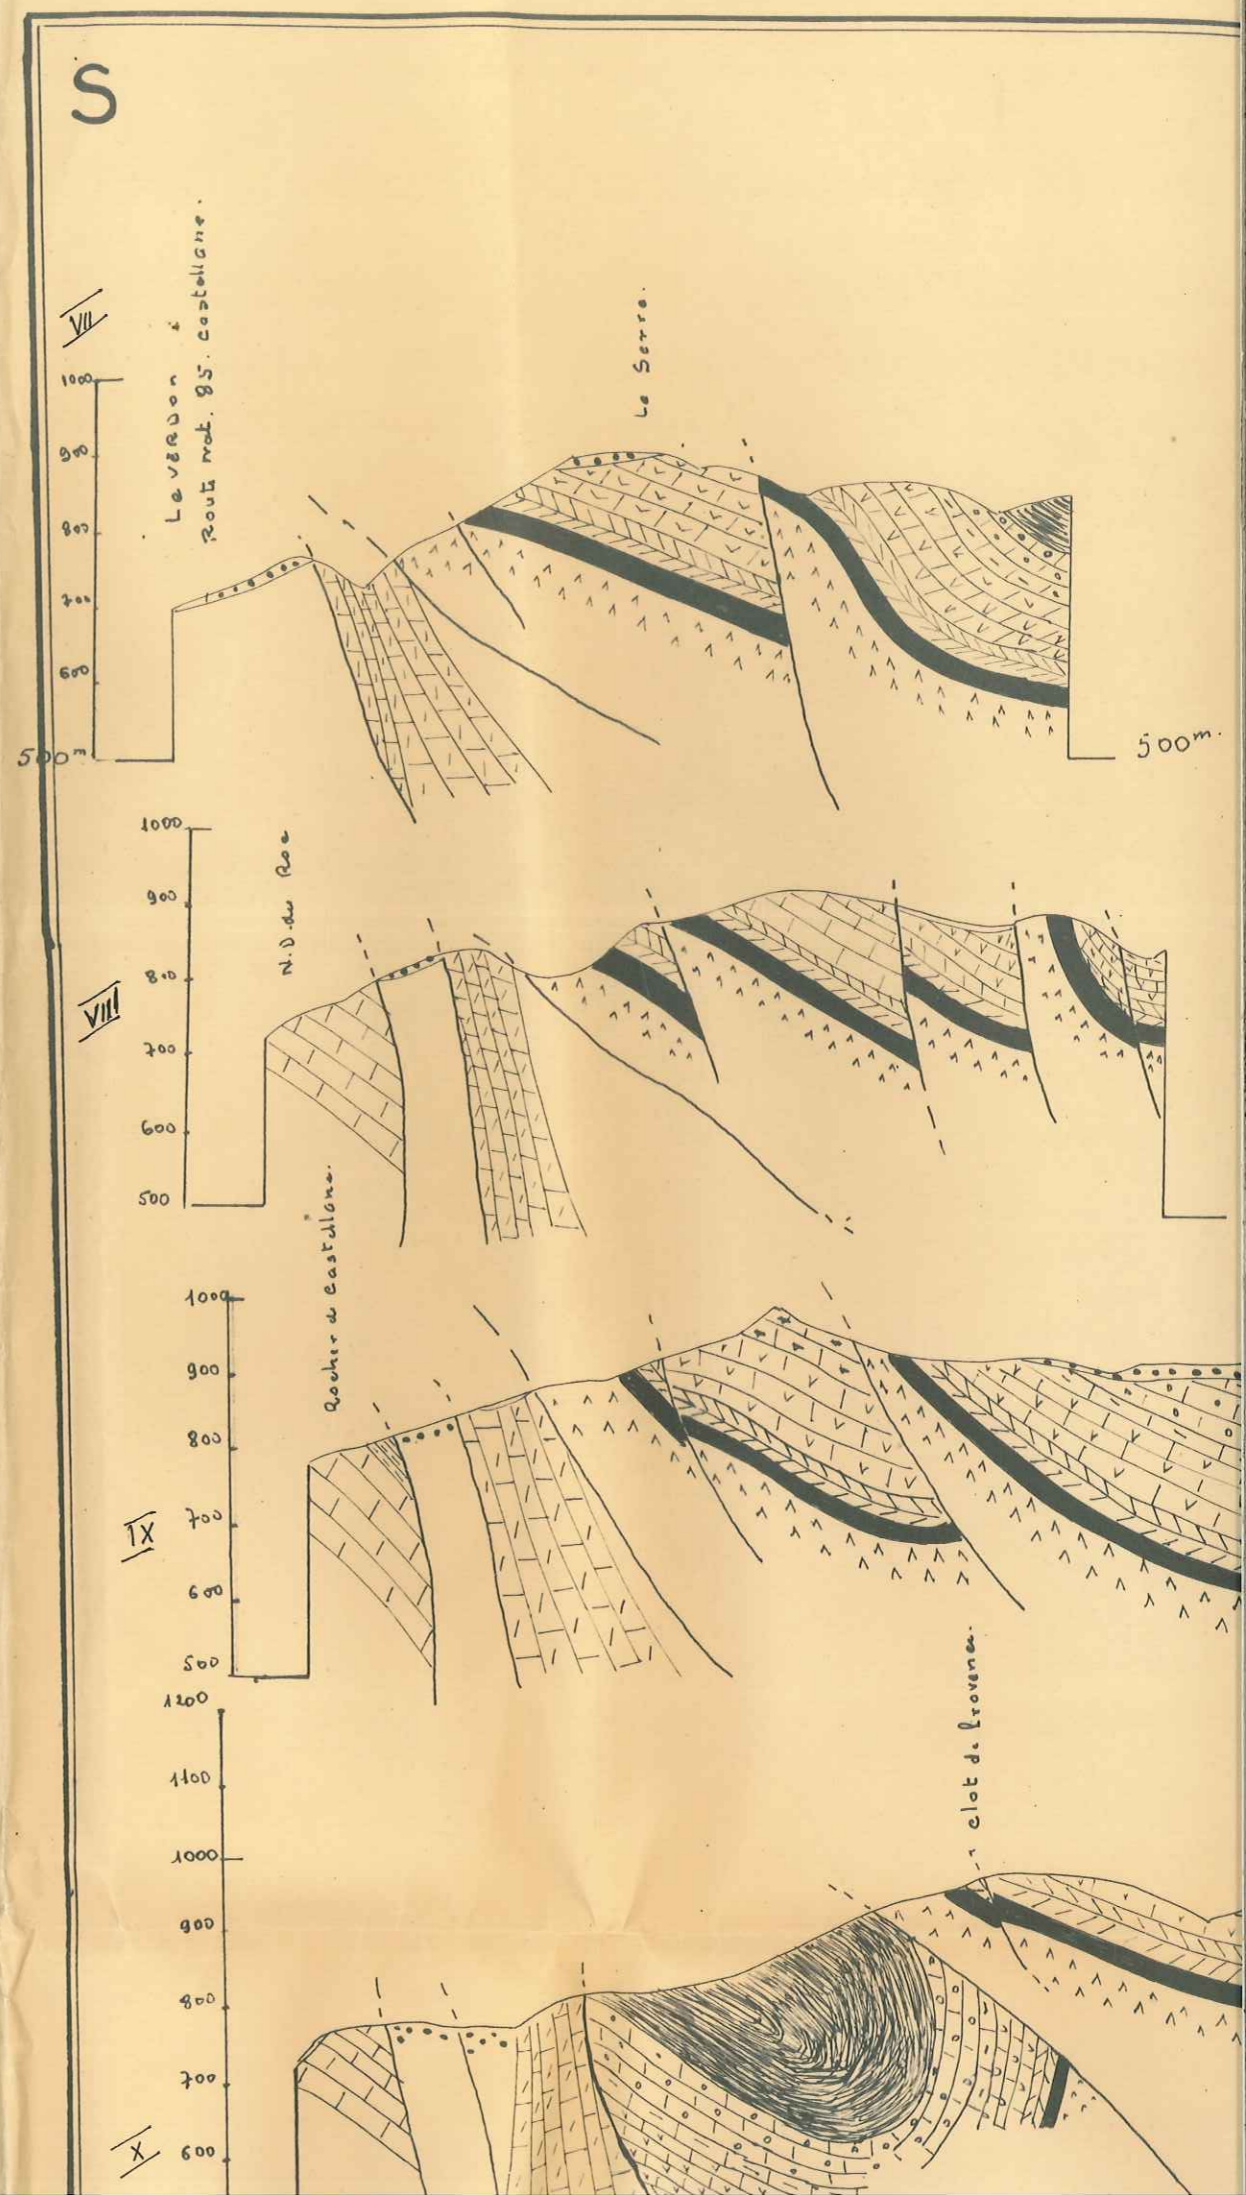 S
VII
Le VERDON à
Route nat. 85. Castellane.
Le Serre.
1000
900
800
700
600
500m
500m.
VIII
N.D. du Roc
1000
900
800
700
600
500
IX
Rocher de Castellane.
1000
900
800
700
600
500
X
Clot de Provence.
1200
1100
1000
900
800
700
600